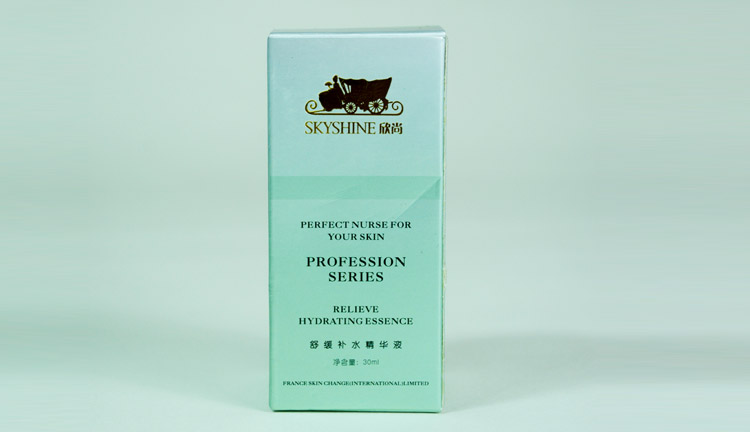 SKYSHINE 欣尚
PERFECT NURSE FOR
YOUR SKIN
PROFESSION
SERIES
RELIEVE
HYDRATING ESSENCE
舒缓补水精华液
净含量: 30ml
FRANCE SKIN CHANGE(INTERNATIONAL)LIMITED